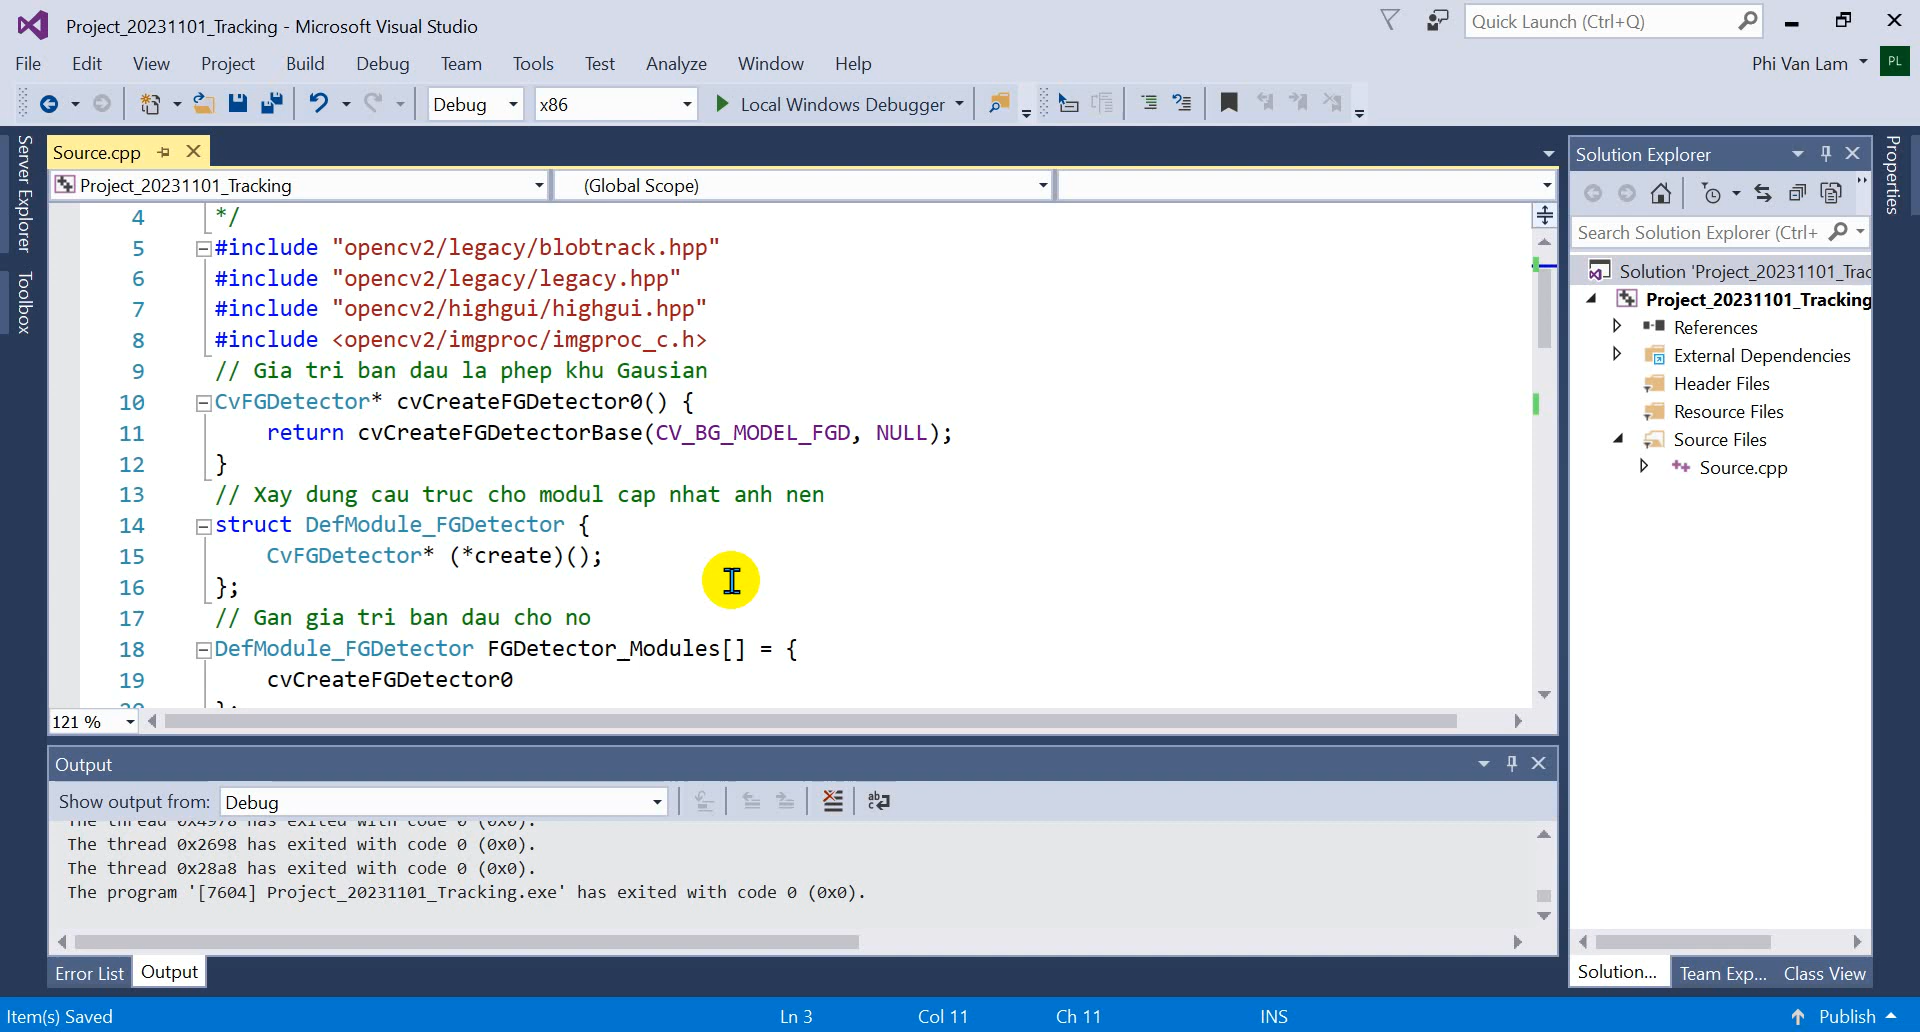 Project_20231101_Tracking - Microsoft Visual Studio
Quick Launch (Ctrl+Q)
File Edit View Project Build Debug Team Tools Test Analyze Window Help
Phi Van Lam
PL
Debug
x86
Local Windows Debugger
Server Explorer
Toolbox
Source.cpp
Project_20231101_Tracking
(Global Scope)
4 */
5 #include "opencv2/legacy/blobtrack.hpp"
6 #include "opencv2/legacy/legacy.hpp"
7 #include "opencv2/highgui/highgui.hpp"
8 #include <opencv2/imgproc/imgproc_c.h>
9 // Gia tri ban dau la phep khu Gausian
10 CvFGDetector* cvCreateFGDetector0() {
11 return cvCreateFGDetectorBase(CV_BG_MODEL_FGD, NULL);
12 }
13 // Xay dung cau truc cho modul cap nhat anh nen
14 struct DefModule_FGDetector {
15 CvFGDetector* (*create)();
16 };
17 // Gan gia tri ban dau cho no
18 DefModule_FGDetector FGDetector_Modules[] = {
19 cvCreateFGDetector0
20 };
121 %
Output
Show output from: Debug
The thread 0x4978 has exited with code 0 (0x0).
The thread 0x2698 has exited with code 0 (0x0).
The thread 0x28a8 has exited with code 0 (0x0).
The program '[7604] Project_20231101_Tracking.exe' has exited with code 0 (0x0).
Error List
Output
Solution Explorer
Search Solution Explorer (Ctrl+
Solution 'Project_20231101_Trac
Project_20231101_Tracking
References
External Dependencies
Header Files
Resource Files
Source Files
Source.cpp
Solution... Team Exp... Class View
Properties
Item(s) Saved
Ln 3
Col 11
Ch 11
INS
Publish